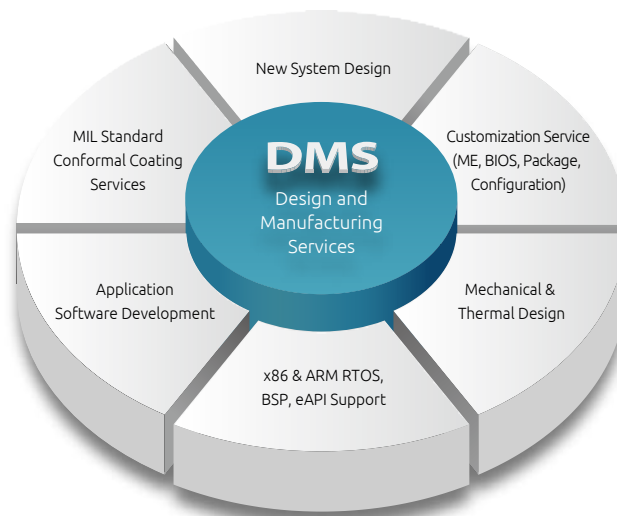 New System Design
MIL Standard
Conformal Coating
Services
Customization Service
(ME, BIOS, Package,
Configuration)
DMS
Design and
Manufacturing
Services
Application
Software Development
Mechanical &
Thermal Design
x86 & ARM RTOS,
BSP, eAPI Support